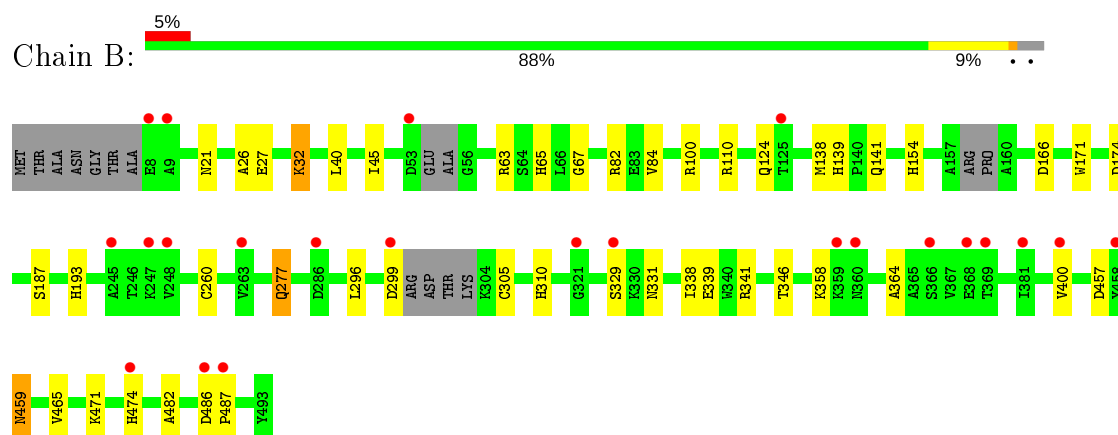 5%
Chain B:
88% 9% • •
MET THR ALA ASN GLY THR ALA E8 A9 N21 A26 E27 K32 L40 I45 D53 GLU ALA G56 R63 S64 H65 L66 G67 R82 E83 V84 R100 R110 Q124 T125 M138 H139 P140 Q141 H154 A157 ARG PRO A160 D166 W171 D174
S187 H193 A245 T246 K247 V248 C260 V263 Q277 D286 L296 D299 ARG ASP THR LYS K304 C305 H310 G321 S329 K330 N331 I338 E339 W340 R341 T346 K358 K359 N360 A364 A365 S366 V367 E368 T369 I381 V400 D457 Y458
N459 V465 K471 H474 A482 D486 P487 Y493